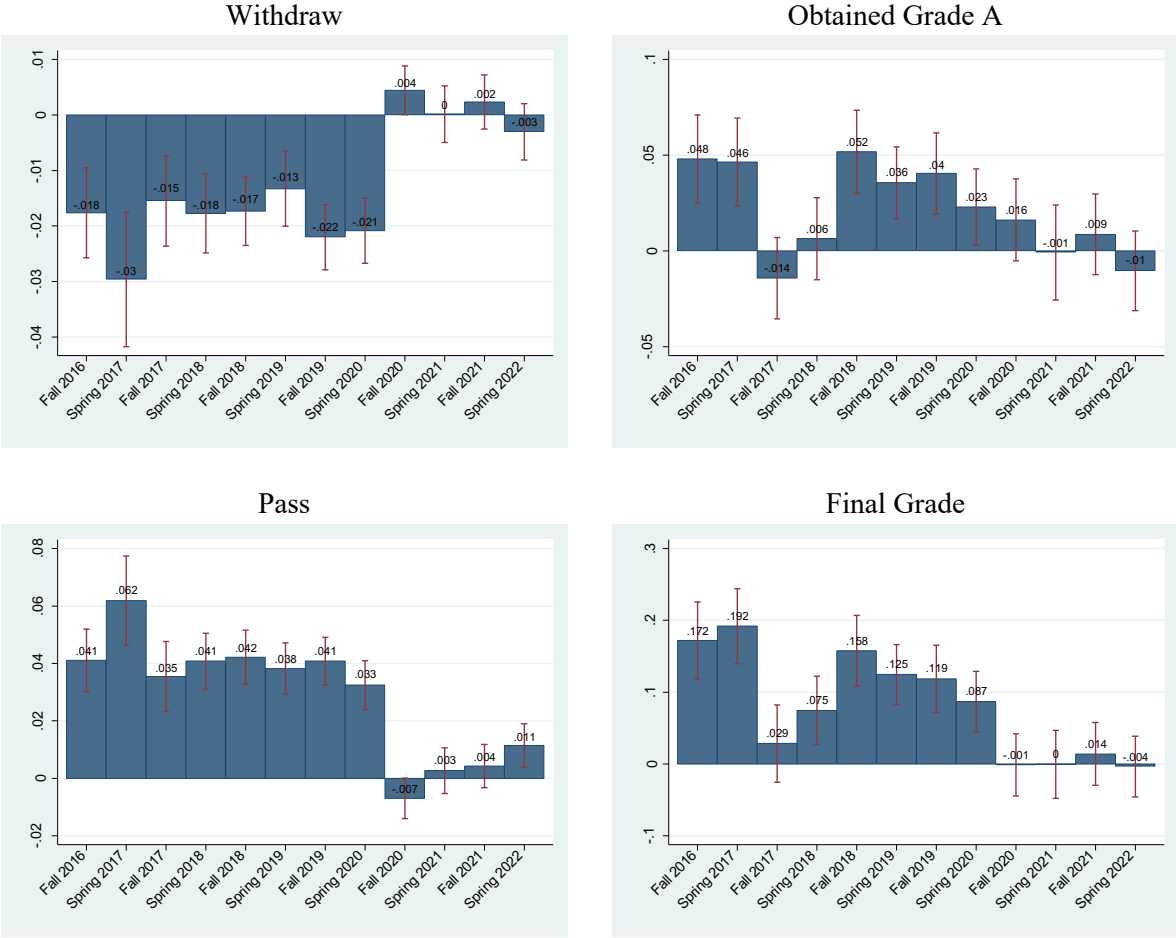 Withdraw
.01
0
-.01
-.02
-.03
-.04
-.018
-.03
-.015
-.018
-.017
-.013
-.022
-.021
.004
0
.002
-.003
Fall 2016
Spring 2017
Fall 2017
Spring 2018
Fall 2018
Spring 2019
Fall 2019
Spring 2020
Fall 2020
Spring 2021
Fall 2021
Spring 2022
Obtained Grade A
.1
.05
0
-.05
.048
.046
-.014
.006
.052
.036
.04
.023
.016
-.001
.009
-.01
Fall 2016
Spring 2017
Fall 2017
Spring 2018
Fall 2018
Spring 2019
Fall 2019
Spring 2020
Fall 2020
Spring 2021
Fall 2021
Spring 2022
Pass
.08
.06
.04
.02
0
-.02
.041
.062
.035
.041
.042
.038
.041
.033
-.007
.003
.004
.011
Fall 2016
Spring 2017
Fall 2017
Spring 2018
Fall 2018
Spring 2019
Fall 2019
Spring 2020
Fall 2020
Spring 2021
Fall 2021
Spring 2022
Final Grade
.3
.2
.1
0
-.1
.172
.192
.029
.075
.158
.125
.119
.087
-.001
0
.014
-.004
Fall 2016
Spring 2017
Fall 2017
Spring 2018
Fall 2018
Spring 2019
Fall 2019
Spring 2020
Fall 2020
Spring 2021
Fall 2021
Spring 2022